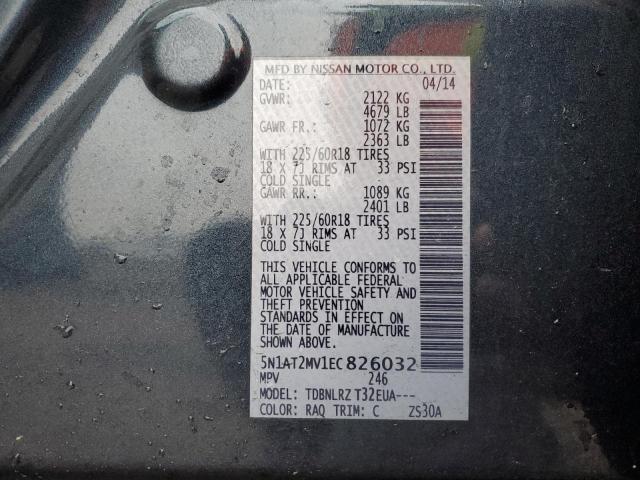 MFD BY NISSAN MOTOR CO., LTD.
DATE: 04/14
GVWR: 2122 KG
4679 LB
GAWR FR.: 1072 KG
2363 LB
WITH 225/60R18 TIRES
18 X 7J RIMS AT 33 PSI
COLD SINGLE
GAWR RR.: 1089 KG
2401 LB
WITH 225/60R18 TIRES
18 X 7J RIMS AT 33 PSI
COLD SINGLE
THIS VEHICLE CONFORMS TO
ALL APPLICABLE FEDERAL
MOTOR VEHICLE SAFETY AND
THEFT PREVENTION
STANDARDS IN EFFECT ON
THE DATE OF MANUFACTURE
SHOWN ABOVE.
5N1AT2MV1EC826032
MPV 246
MODEL: TDBNLRZ T32EUA---
COLOR: RAQ TRIM: C ZS30A